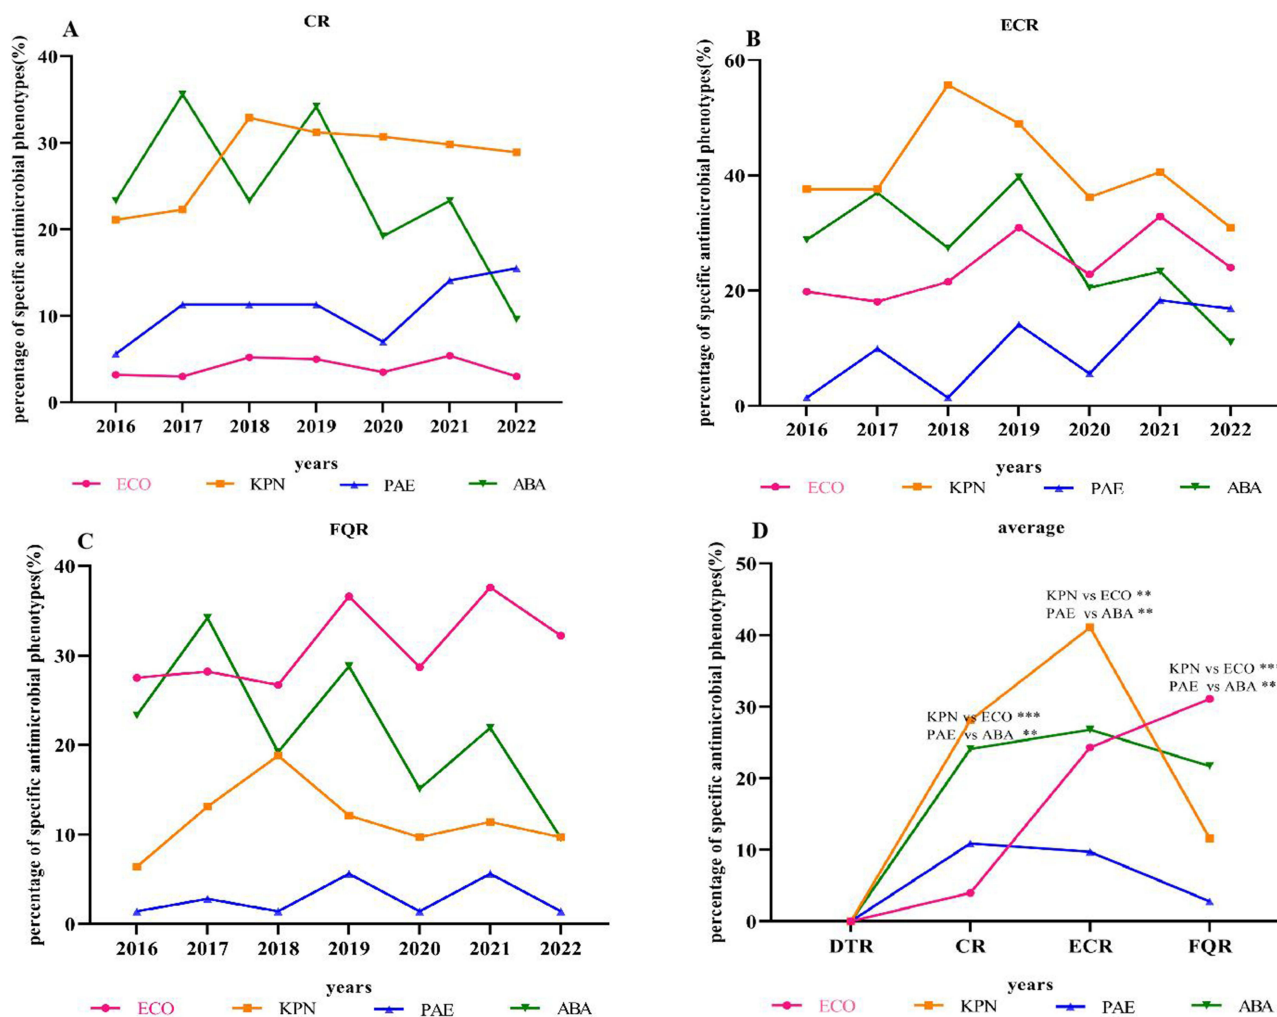 A
CR
percentage of specific antimicrobial phenotypes(%)
40
30
20
10
0
2016 2017 2018 2019 2020 2021 2022
years
ECO KPN PAE ABA
B
ECR
percentage of specific antimicrobial phenotypes(%)
60
40
20
0
2016 2017 2018 2019 2020 2021 2022
years
ECO KPN PAE ABA
C
FQR
percentage of specific antimicrobial phenotypes(%)
40
30
20
10
0
2016 2017 2018 2019 2020 2021 2022
years
ECO KPN PAE ABA
D
average
percentage of specific antimicrobial phenotypes(%)
50
40
30
20
10
0
KPN vs ECO **
PAE vs ABA **
KPN vs ECO ***
PAE vs ABA **
KPN vs ECO ***
PAE vs ABA **
DTR CR ECR FQR
years
ECO KPN PAE ABA